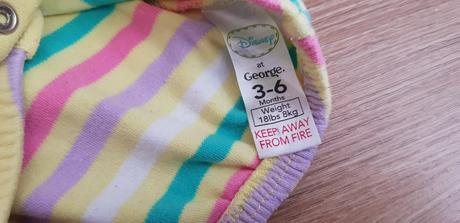 Disney
at
George.
3-6
Months
Weight
18lbs 8kg
KEEP AWAY
FROM FIRE